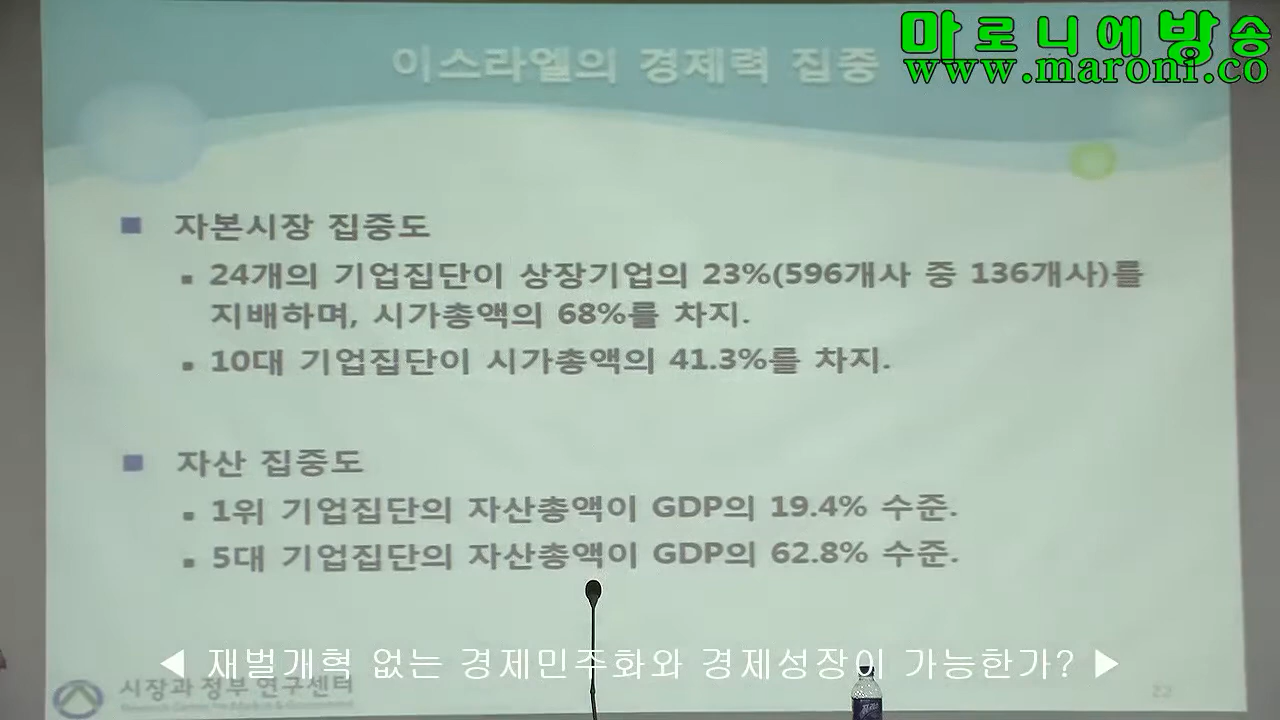 마로니에방송
www.maroni.co
이스라엘의 경제력 집중
자본시장 집중도
24개의 기업집단이 상장기업의 23%(596개사 중 136개사)를
지배하며, 시가총액의 68%를 차지.
10대 기업집단이 시가총액의 41.3%를 차지.
자산 집중도
1위 기업집단의 자산총액이 GDP의 19.4% 수준.
5대 기업집단의 자산총액이 GDP의 62.8% 수준.
◀ 재벌개혁 없는 경제민주화와 경제성장이 가능한가? ▶
시장과 정부 연구센터